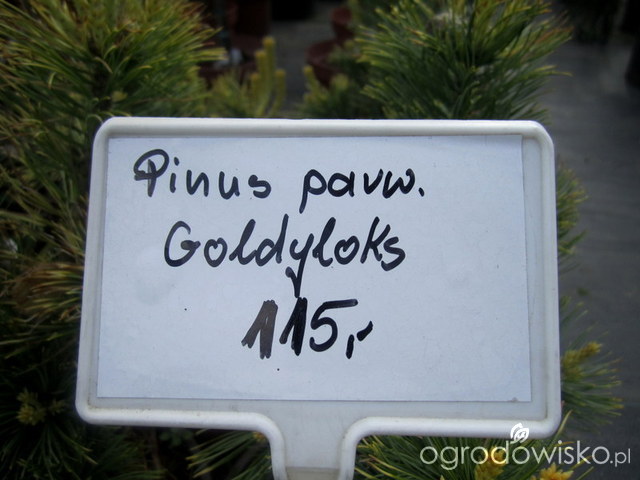 Pinus parw.
Goldyloks
115,-
ogrodowisko.pl